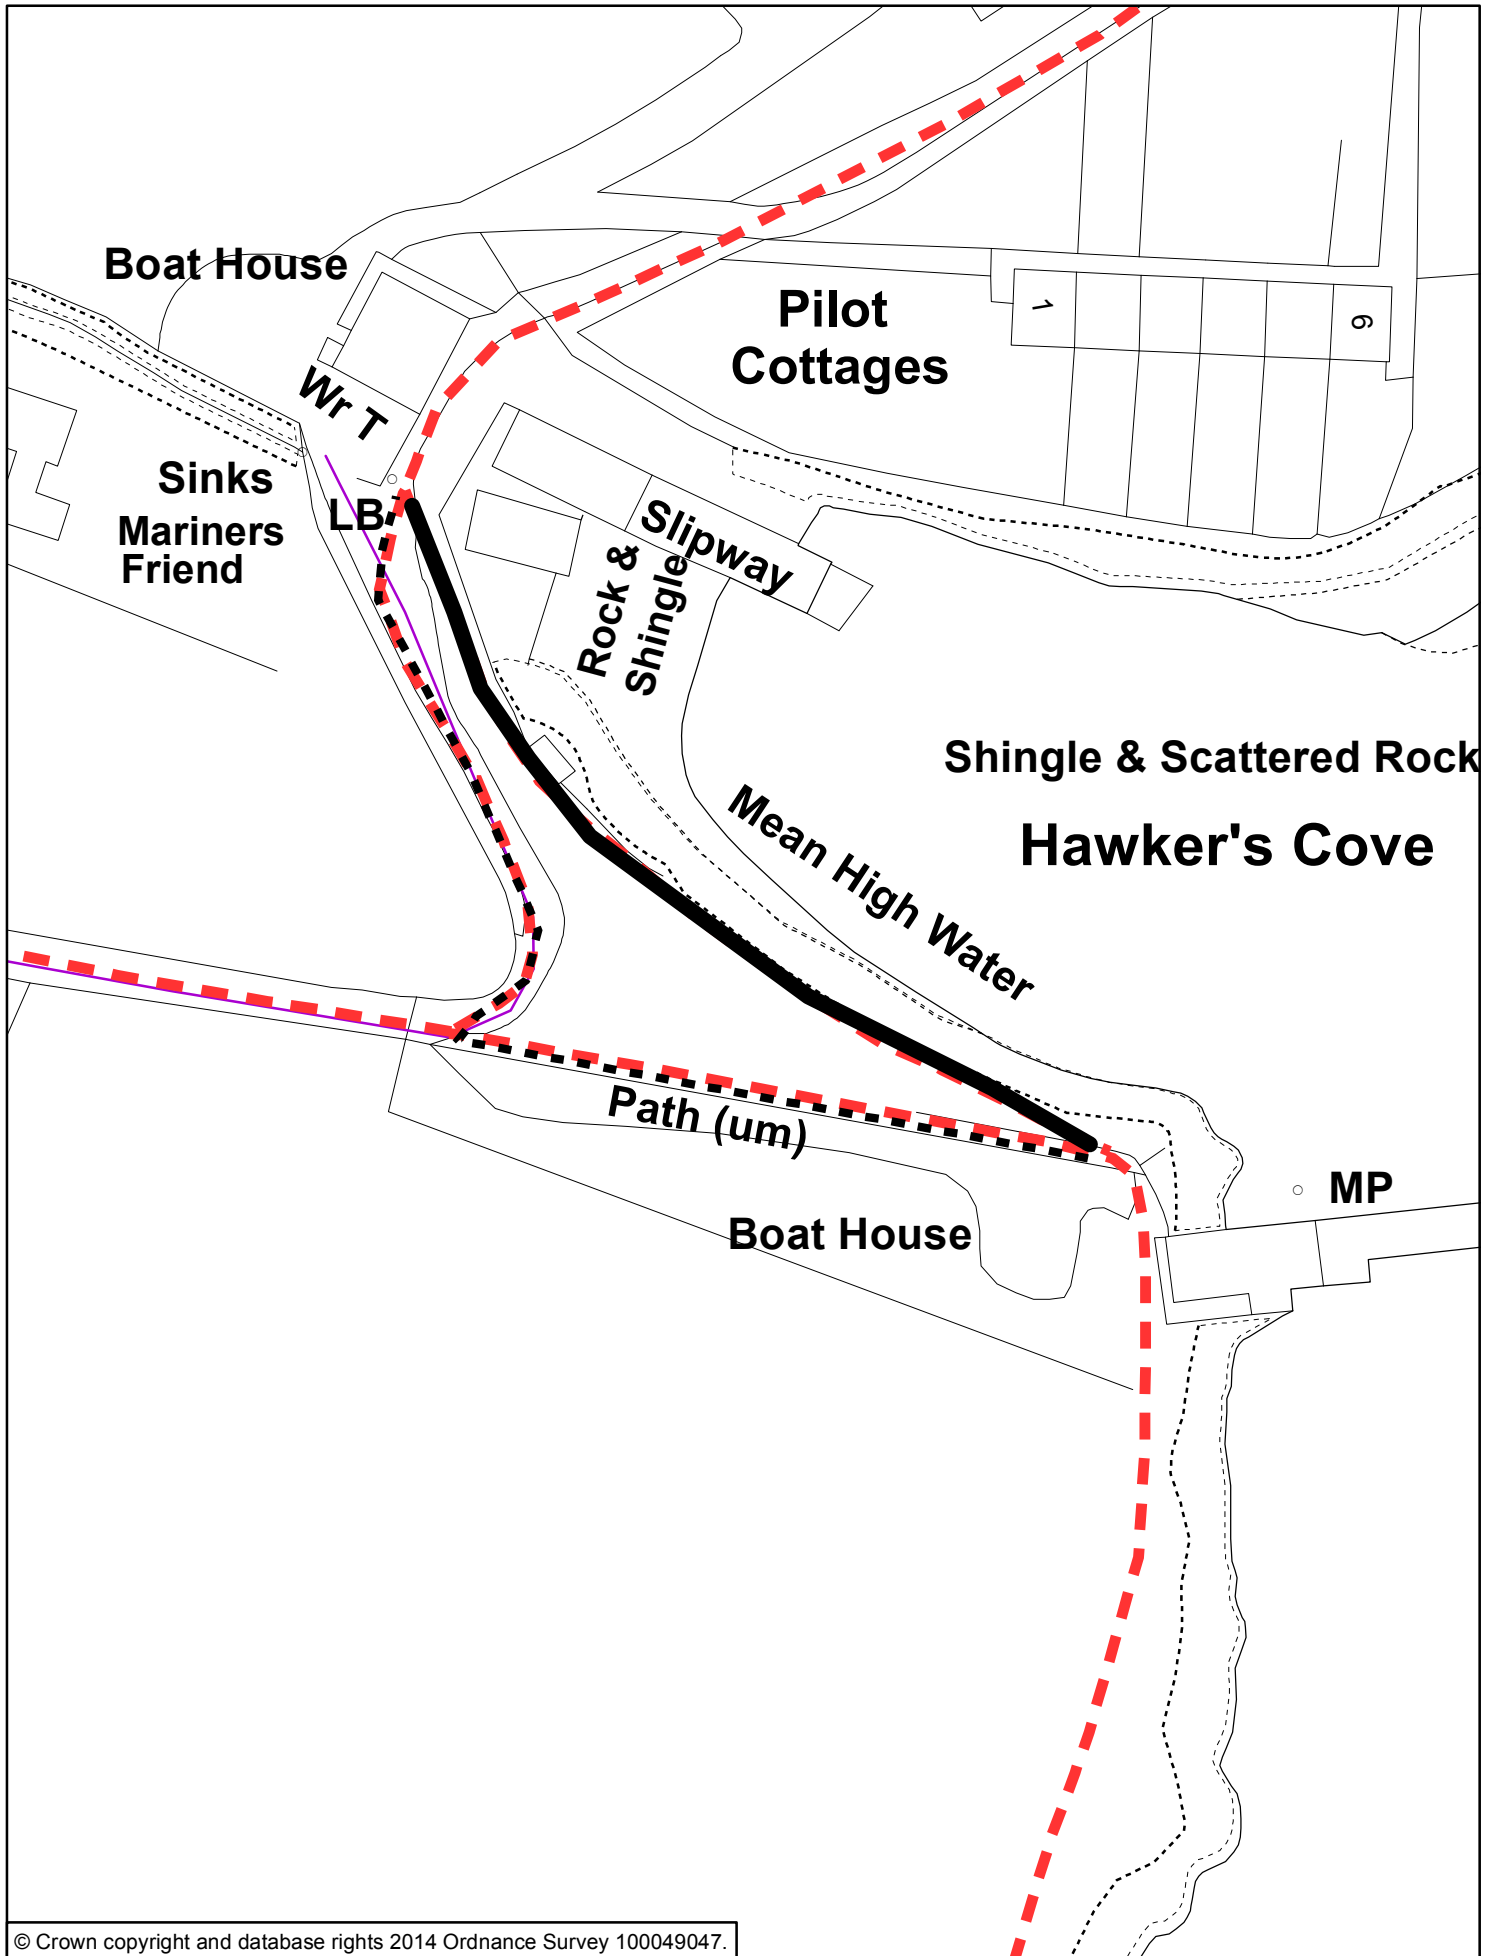 Boat House
Pilot
Cottages
1
6
Wr T
Sinks
Mariners
Friend
LB
Slipway
Rock &
Shingle
Shingle & Scattered Rock
Hawker's Cove
Mean High Water
Path (um)
Boat House
MP
© Crown copyright and database rights 2014 Ordnance Survey 100049047.